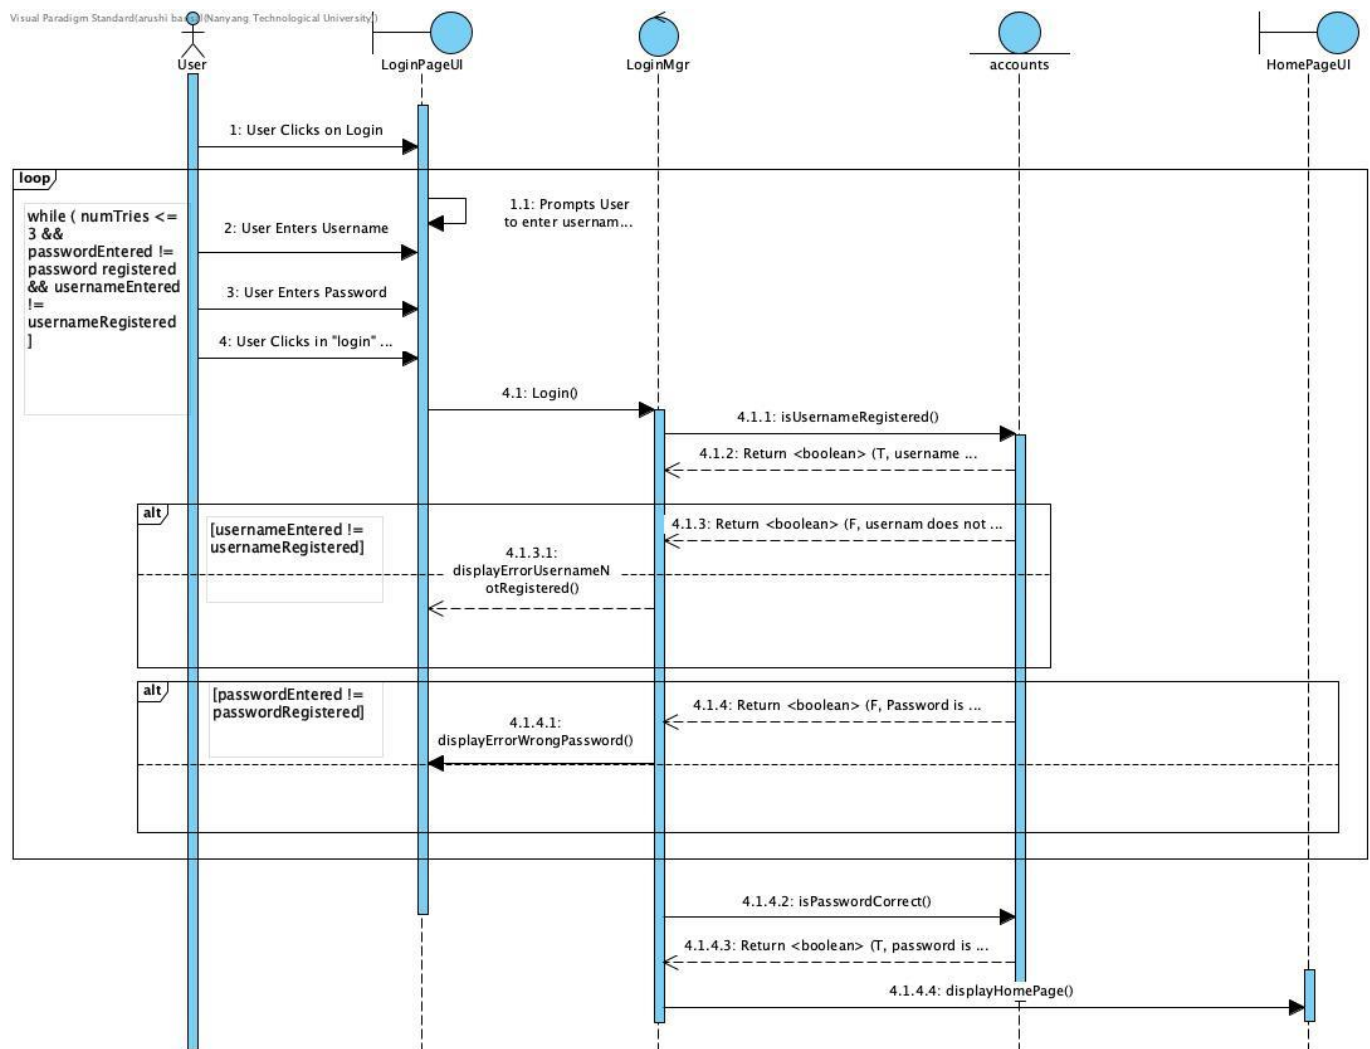 Visual Paradigm Standard(arushi bansal(Nanyang Technological University))
User
LoginPageUI
LoginMgr
accounts
HomePageUI
1: User Clicks on Login
loop
while ( numTries <=
3 &&
passwordEntered !=
password registered
&& usernameEntered
!=
usernameRegistered
]
1.1: Prompts User
to enter usernam...
2: User Enters Username
3: User Enters Password
4: User Clicks in "login" ...
4.1: Login()
4.1.1: isUsernameRegistered()
4.1.2: Return <boolean> (T, username ...
alt
[usernameEntered !=
usernameRegistered]
4.1.3: Return <boolean> (F, usernam does not ...
4.1.3.1:
displayErrorUsernameN
otRegistered()
alt
[passwordEntered !=
passwordRegistered]
4.1.4: Return <boolean> (F, Password is ...
4.1.4.1:
displayErrorWrongPassword()
4.1.4.2: isPasswordCorrect()
4.1.4.3: Return <boolean> (T, password is ...
4.1.4.4: displayHomePage()